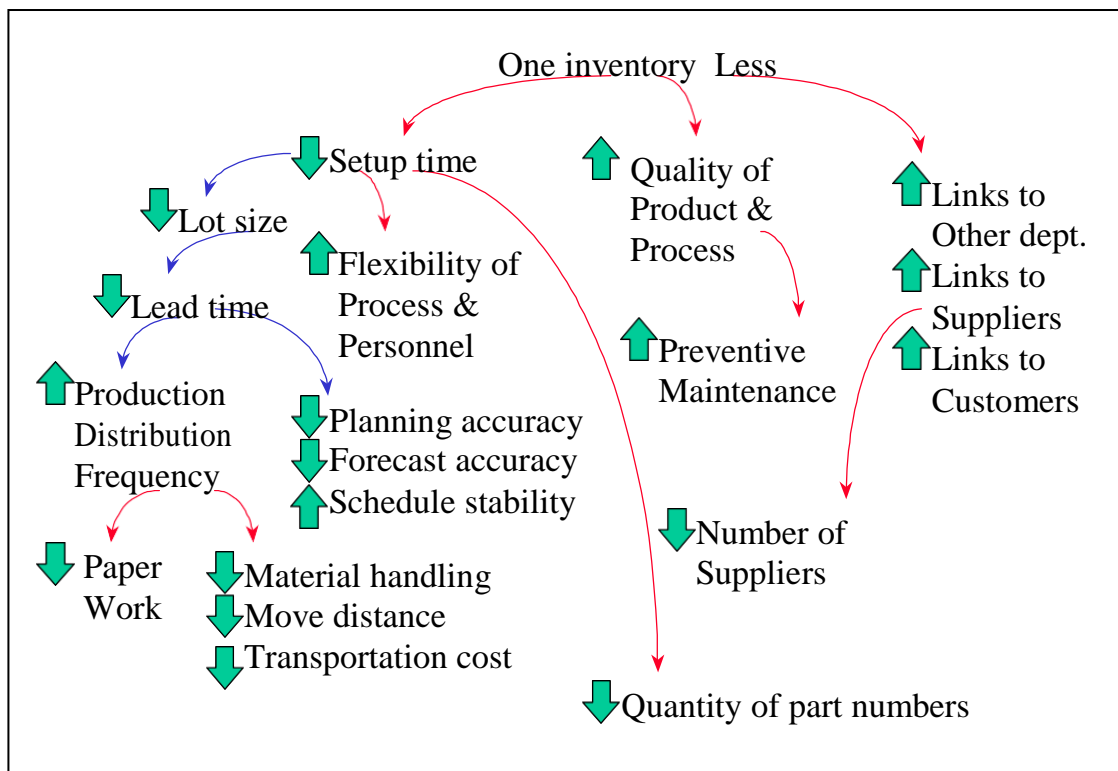 One inventory  Less
Setup time
Lot size
Lead time
Production
Distribution
Frequency
Paper
Work
Material handling
Move distance
Transportation cost
Planning accuracy
Forecast accuracy
Schedule stability
Flexibility of
Process &
Personnel
Quantity of part numbers
Quality of
Product &
Process
Preventive
Maintenance
Links to
Other dept.
Links to
Suppliers
Links to
Customers
Number of
Suppliers